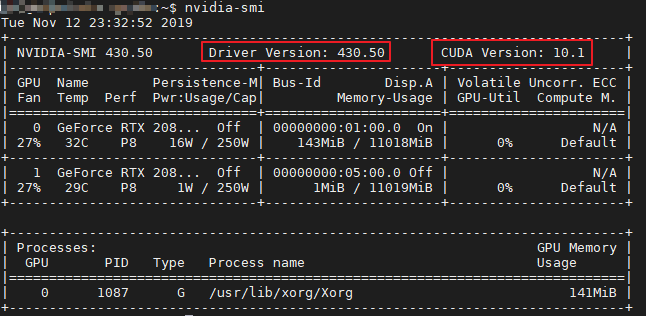 :~$ nvidia-smi
Tue Nov 12 23:32:52 2019
+-----------------------------------------------------------------------------+
| NVIDIA-SMI 430.50       Driver Version: 430.50       CUDA Version: 10.1     |
|-------------------------------+----------------------+----------------------+
| GPU  Name        Persistence-M| Bus-Id        Disp.A | Volatile Uncorr. ECC |
| Fan  Temp  Perf  Pwr:Usage/Cap|         Memory-Usage | GPU-Util  Compute M. |
|===============================+======================+======================|
|   0  GeForce RTX 208...  Off  | 00000000:01:00.0  On |                  N/A |
| 27%   32C    P8    16W / 250W |    143MiB / 11018MiB |      0%      Default |
+-------------------------------+----------------------+----------------------+
|   1  GeForce RTX 208...  Off  | 00000000:05:00.0 Off |                  N/A |
| 27%   29C    P8     1W / 250W |      1MiB / 11019MiB |      0%      Default |
+-------------------------------+----------------------+----------------------+
+-----------------------------------------------------------------------------+
| Processes:                                                       GPU Memory |
|  GPU       PID   Type   Process name                             Usage      |
|=============================================================================|
|    0      1087      G   /usr/lib/xorg/Xorg                           141MiB |
+-----------------------------------------------------------------------------+